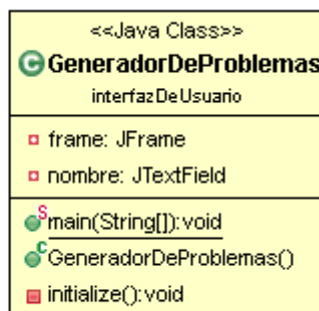 <<Java Class>>
GeneradorDeProblemas
interfazDeUsuario
frame: JFrame
nombre: JTextField
main(String[]):void
GeneradorDeProblemas()
initialize():void